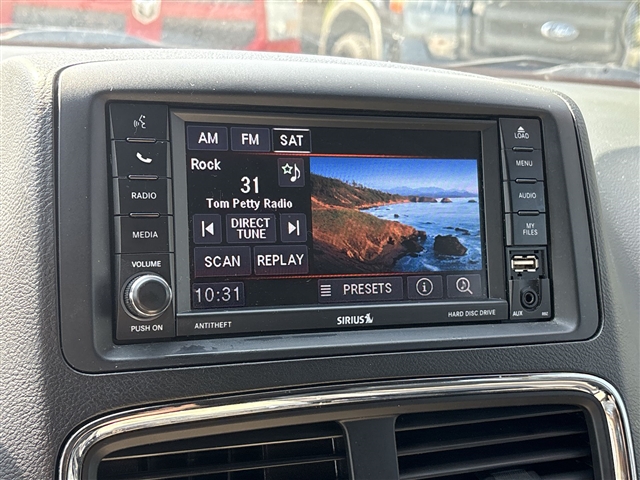 AM FM SAT
Rock
31
Tom Petty Radio
DIRECT
TUNE
SCAN REPLAY
10:31
PRESETS
RADIO
MEDIA
VOLUME
PUSH ON
ANTITHEFT
SIRIUS
HARD DISC DRIVE
LOAD
MENU
AUDIO
MY
FILES
AUX
Ford